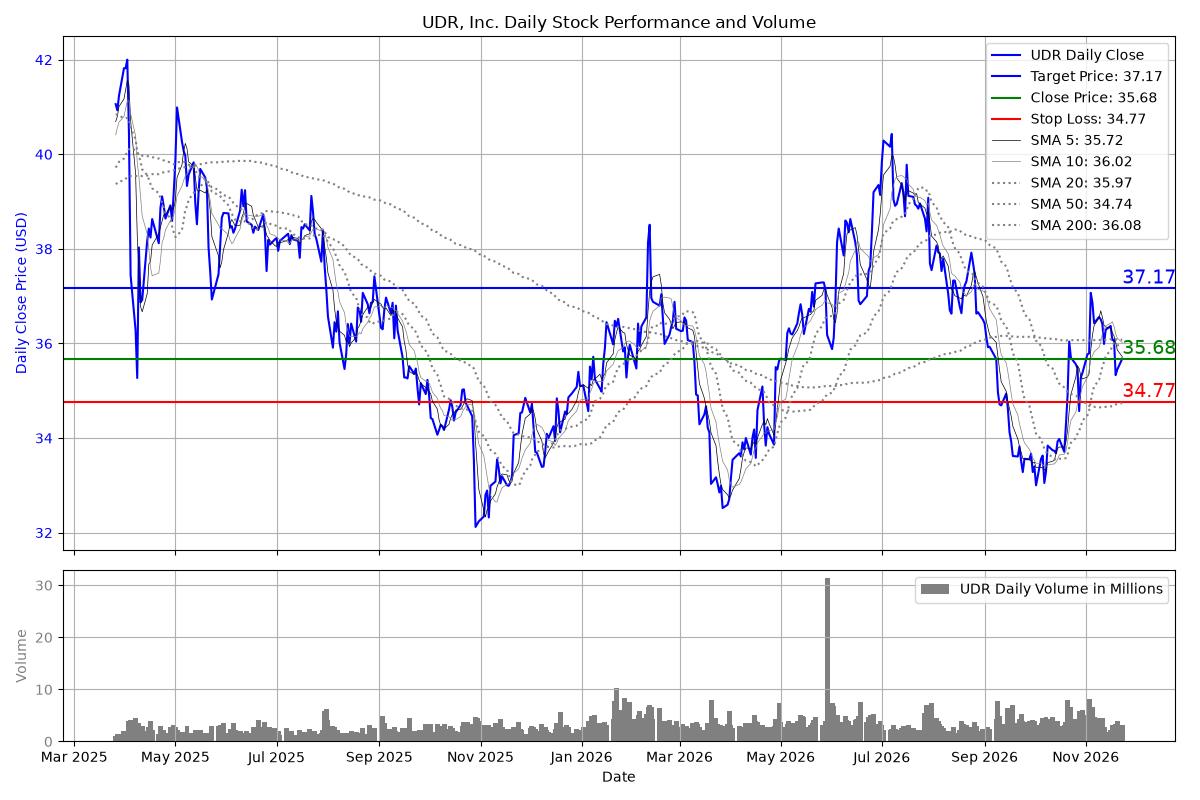 UDR, Inc. Daily Stock Performance and Volume
Daily Close Price (USD)
42
40
38
36
34
32
UDR Daily Close
Target Price: 37.17
Close Price: 35.68
Stop Loss: 34.77
SMA 5: 35.72
SMA 10: 36.02
SMA 20: 35.97
SMA 50: 34.74
SMA 200: 36.08
37.17
35.68
34.77
Volume
30
20
10
0
UDR Daily Volume in Millions
Mar 2025
May 2025
Jul 2025
Sep 2025
Nov 2025
Jan 2026
Mar 2026
May 2026
Jul 2026
Sep 2026
Nov 2026
Date